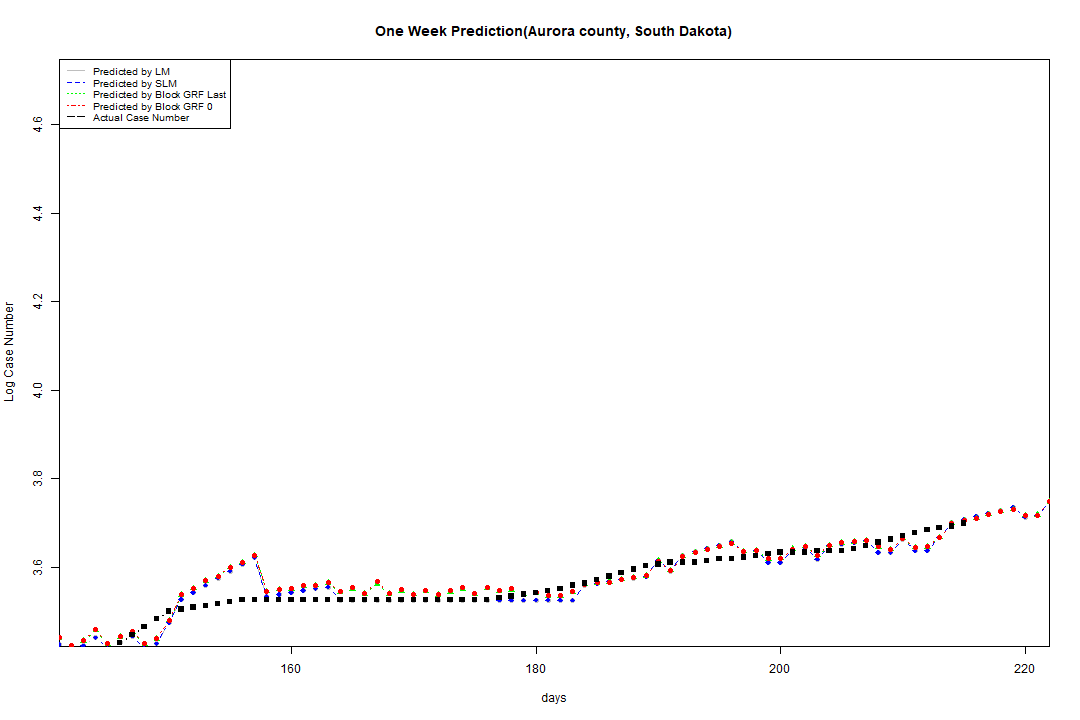 One Week Prediction(Aurora county, South Dakota)
Predicted by LM
Predicted by SLM
Predicted by Block GRF Last
Predicted by Block GRF 0
Actual Case Number
4.6
4.4
4.2
4.0
3.8
3.6
Log Case Number
160 180 200 220
days